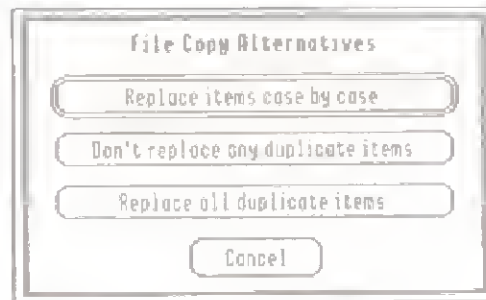 File Copy Alternatives
Replace items case by case
Don't replace any duplicate items
Replace all duplicate items
Cancel